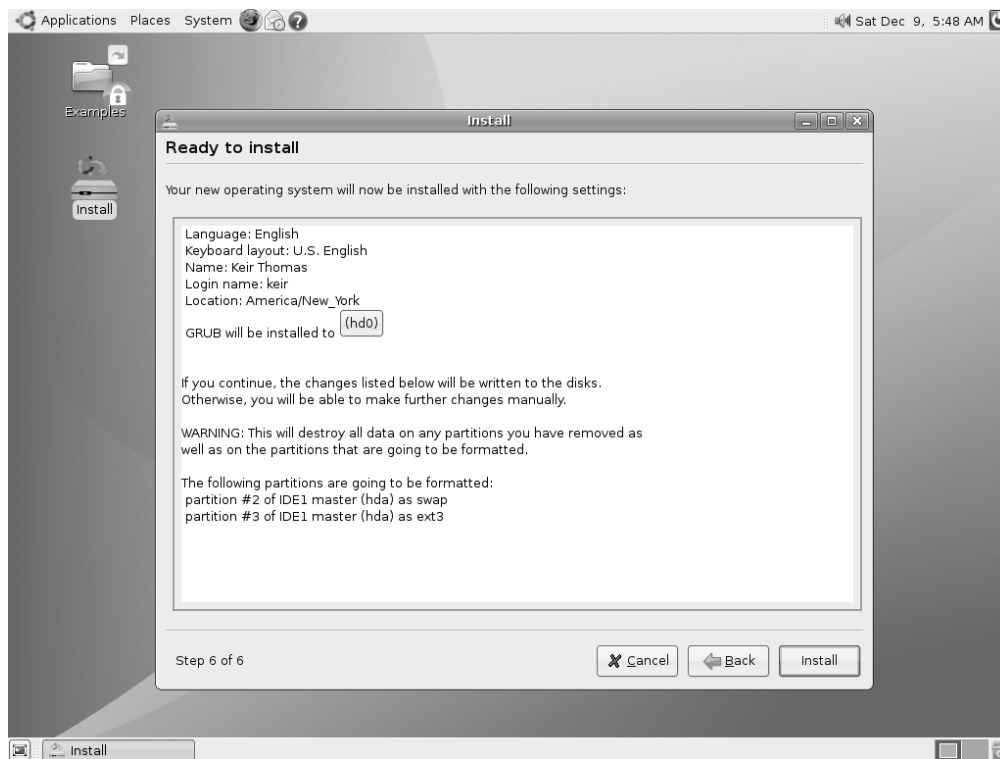 Applications Places System
Sat Dec 9, 5:48 AM
Examples
Install
Install
Ready to install
Your new operating system will now be installed with the following settings:
Language: English
Keyboard layout: U.S. English
Name: Keir Thomas
Login name: keir
Location: America/New_York
GRUB will be installed to (hd0)
If you continue, the changes listed below will be written to the disks.
Otherwise, you will be able to make further changes manually.
WARNING: This will destroy all data on any partitions you have removed as
well as on the partitions that are going to be formatted.
The following partitions are going to be formatted:
partition #2 of IDE1 master (hda) as swap
partition #3 of IDE1 master (hda) as ext3
Step 6 of 6
Cancel Back Install
Install